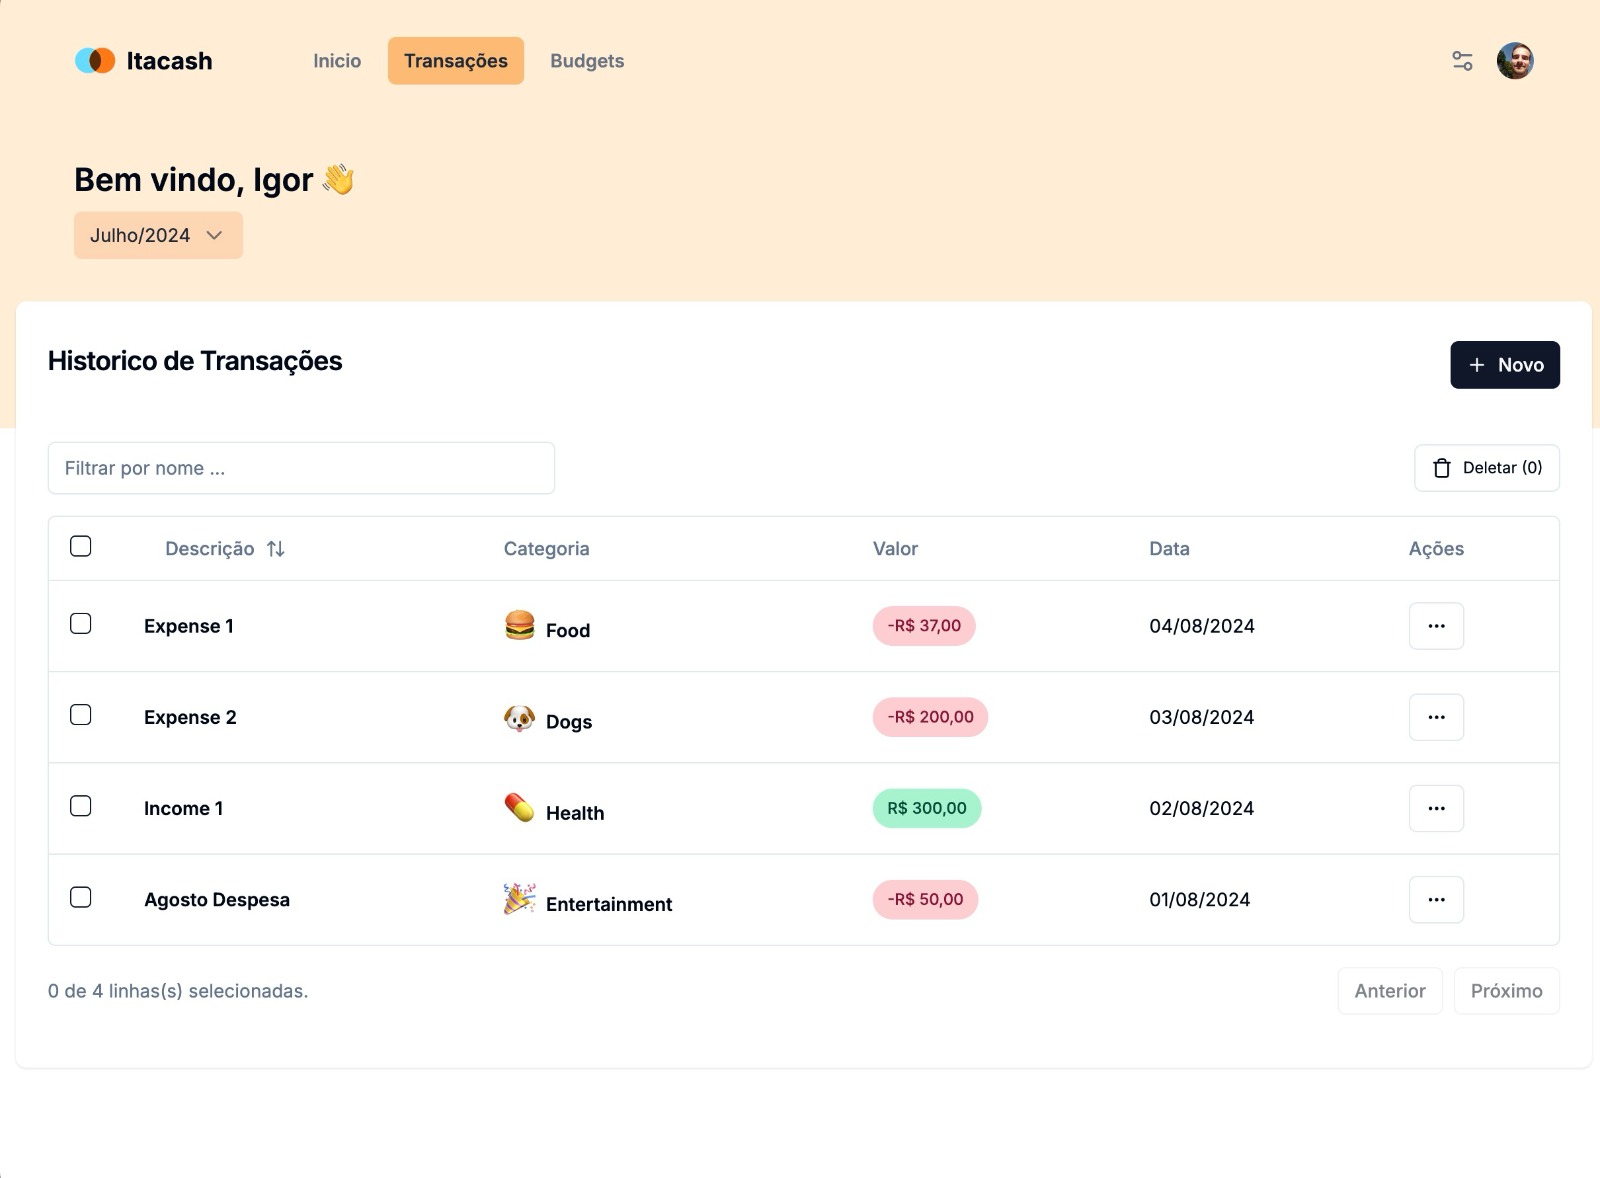 Itacash Inicio Transações Budgets
Bem vindo, Igor 👋
Julho/2024
Historico de Transações
+ Novo
Filtrar por nome ...
Deletar (0)
Descrição Categoria Valor Data Ações
Expense 1 Food -R$ 37,00 04/08/2024 ...
Expense 2 Dogs -R$ 200,00 03/08/2024 ...
Income 1 Health R$ 300,00 02/08/2024 ...
Agosto Despesa Entertainment -R$ 50,00 01/08/2024 ...
0 de 4 linhas(s) selecionadas. Anterior Próximo